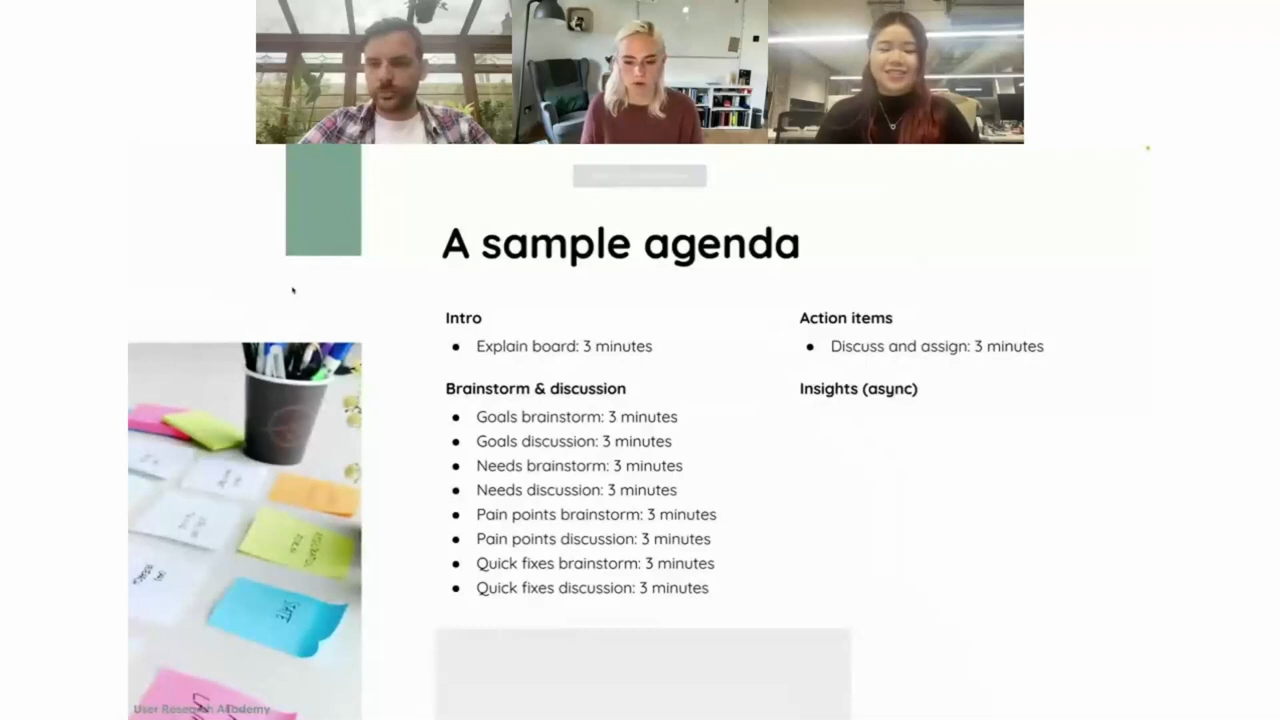 A sample agenda
Intro
Explain board: 3 minutes
Brainstorm & discussion
Goals brainstorm: 3 minutes
Goals discussion: 3 minutes
Needs brainstorm: 3 minutes
Needs discussion: 3 minutes
Pain points brainstorm: 3 minutes
Pain points discussion: 3 minutes
Quick fixes brainstorm: 3 minutes
Quick fixes discussion: 3 minutes
Action items
Discuss and assign: 3 minutes
Insights (async)
User Research Academy